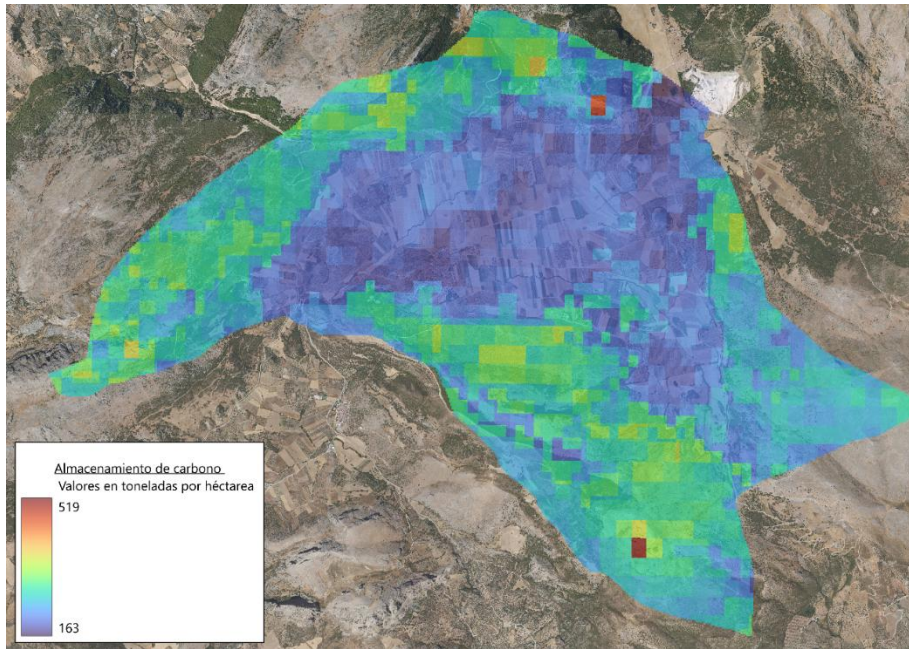 Almacenamiento de carbono
Valores en toneladas por héctarea
519
163